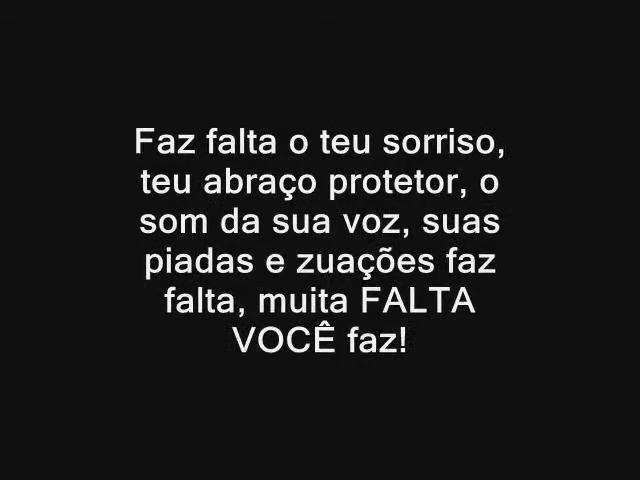 Faz falta o teu sorriso,
teu abraço protetor, o
som da sua voz, suas
piadas e zuações faz
falta, muita FALTA
VOCÊ faz!